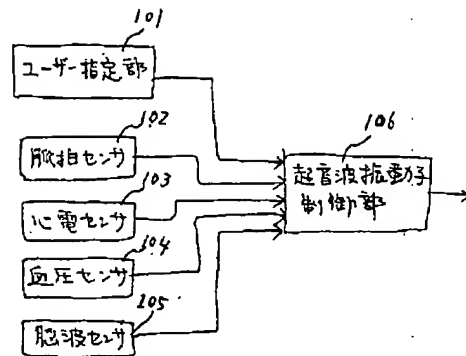 101
ユーザー指定部
102
脈拍センサ
103
心電センサ
104
血圧センサ
105
脳波センサ
106
超音波振動子
制御部